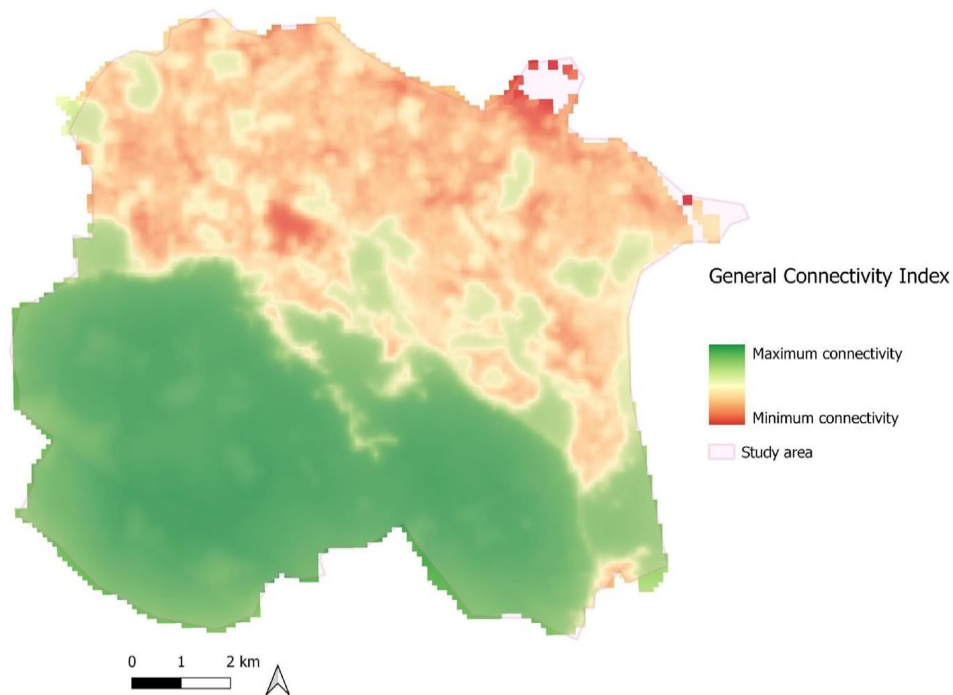 General Connectivity Index
Maximum connectivity
Minimum connectivity
Study area
0 1 2 km